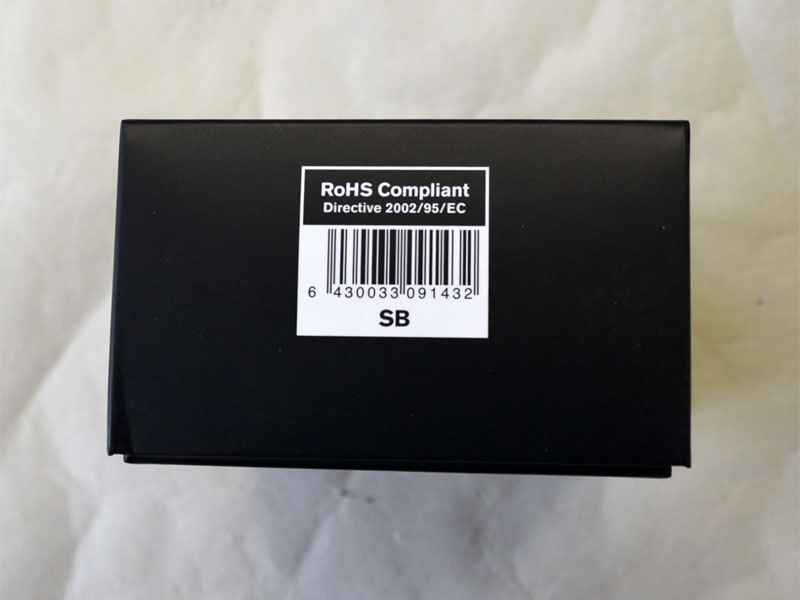 RoHS Compliant
Directive 2002/95/EC
6 430033 091432
SB